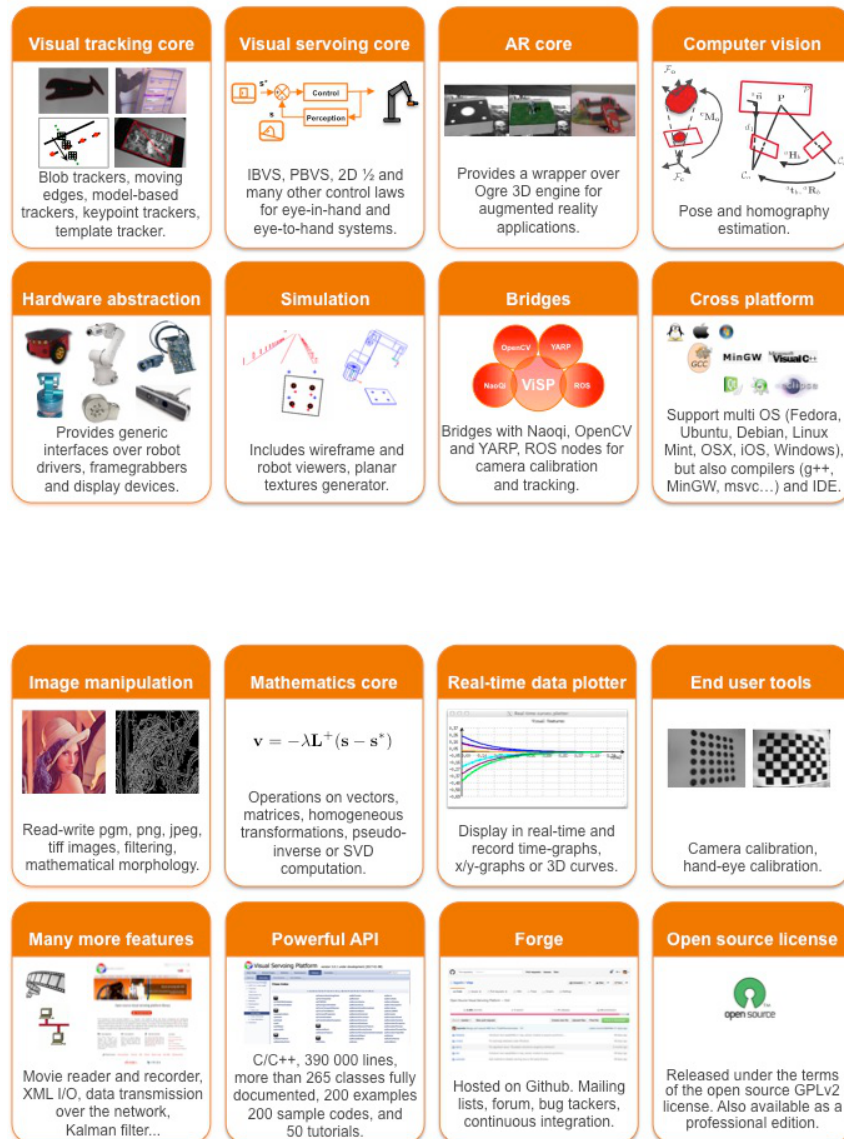 Visual tracking core
Blob trackers, moving
edges, model-based
trackers, keypoint trackers,
template tracker.
Visual servoing core
s*
Control
Perception
s
IBVS, PBVS, 2D ½ and
many other control laws
for eye-in-hand and
eye-to-hand systems.
AR core
Provides a wrapper over
Ogre 3D engine for
augmented reality
applications.
Computer vision
P
Pose and homography
estimation.
Hardware abstraction
Provides generic
interfaces over robot
drivers, framegrabbers
and display devices.
Simulation
Includes wireframe and
robot viewers, planar
textures generator.
Bridges
OpenCV
YARP
NaoQi
ViSP
ROS
Bridges with Naoqi, OpenCV
and YARP, ROS nodes for
camera calibration
and tracking.
Cross platform
GCC
MinGW
Visual C++
eclipse
Support multi OS (Fedora,
Ubuntu, Debian, Linux
Mint, OSX, iOS, Windows),
but also compilers (g++,
MinGW, msvc…) and IDE.
Image manipulation
Read-write pgm, png, jpeg,
tiff images, filtering,
mathematical morphology.
Mathematics core
v = −λL⁺(s − s*)
Operations on vectors,
matrices, homogeneous
transformations, pseudo-
inverse or SVD
computation.
Real-time data plotter
Display in real-time and
record time-graphs,
x/y-graphs or 3D curves.
End user tools
Camera calibration,
hand-eye calibration.
Many more features
Movie reader and recorder,
XML I/O, data transmission
over the network,
Kalman filter...
Powerful API
Visual Servoing Platform
C/C++, 390 000 lines,
more than 265 classes fully
documented, 200 examples
200 sample codes, and
50 tutorials.
Forge
Hosted on Github. Mailing
lists, forum, bug tackers,
continuous integration.
Open source license
open source
Released under the terms
of the open source GPLv2
license. Also available as a
professional edition.